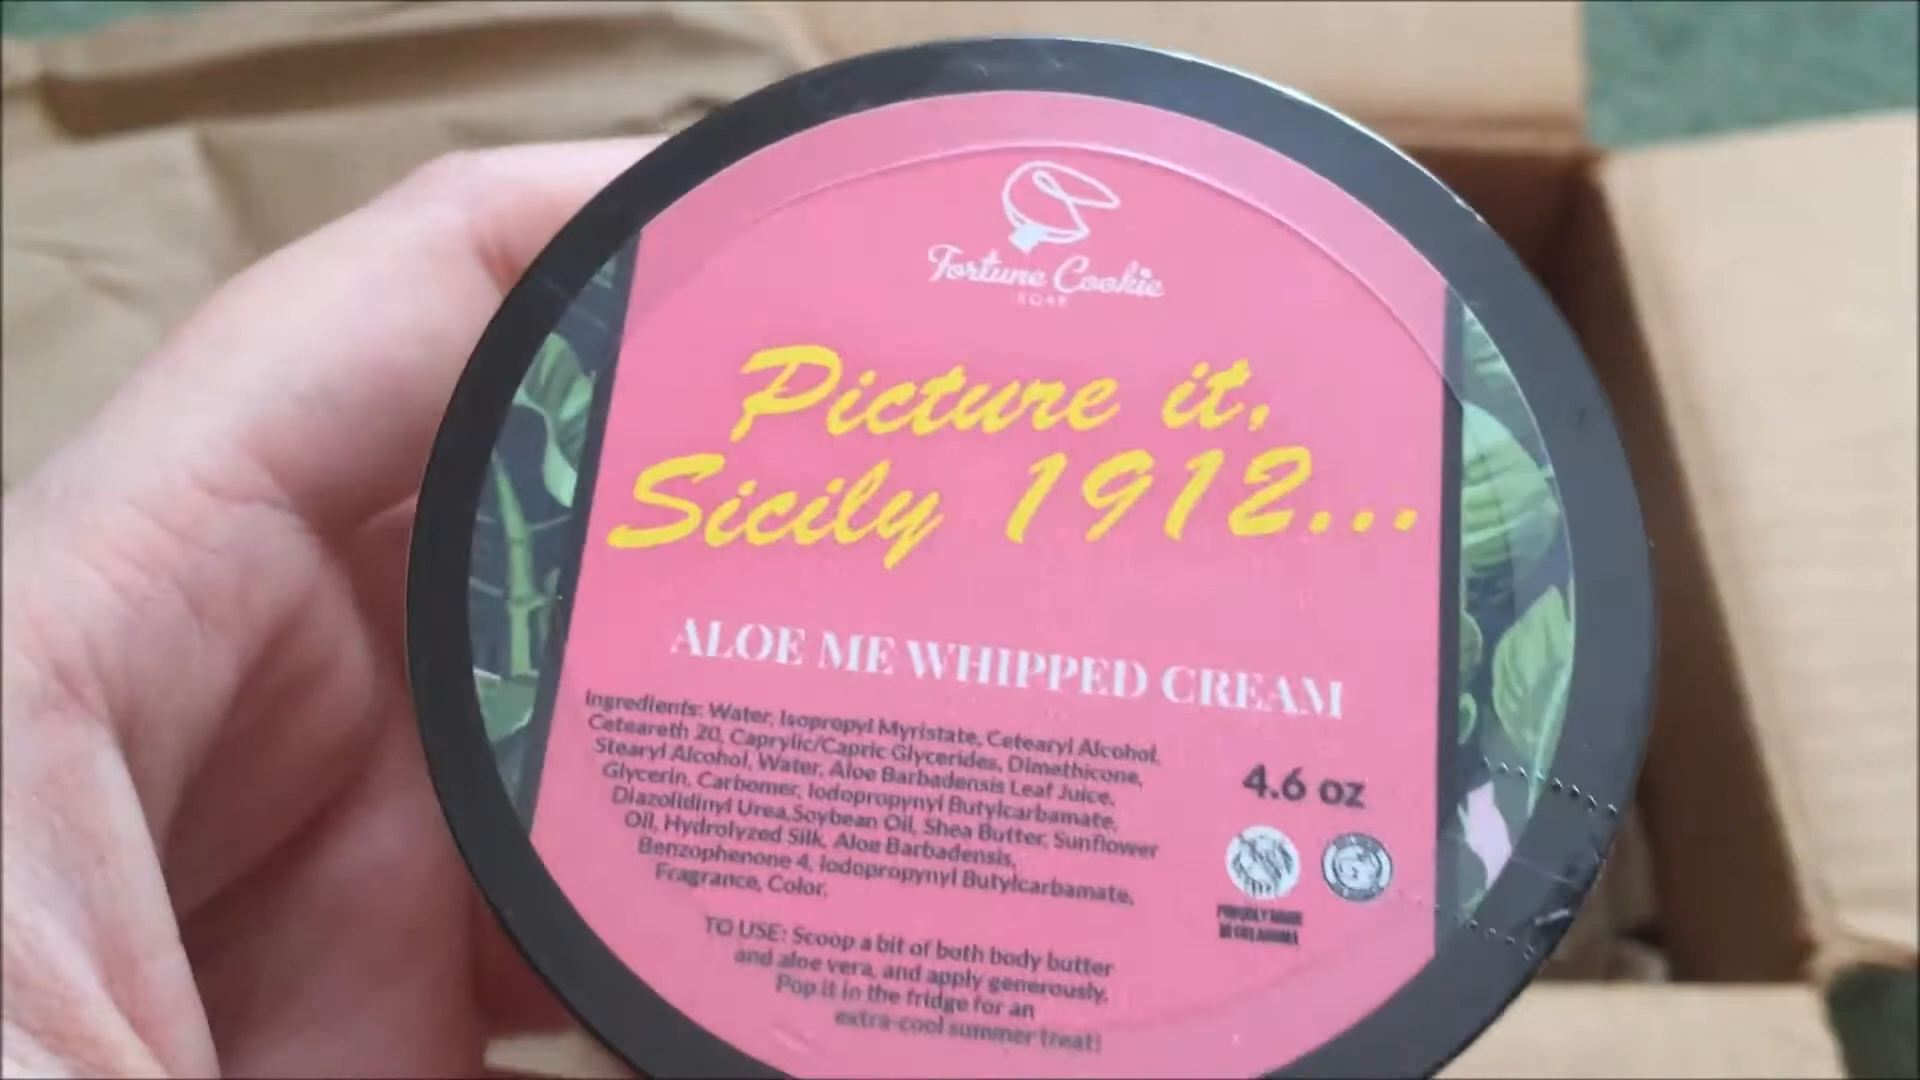 Fortune Cookie
SOAP
Picture it,
Sicily 1912...
ALOE ME WHIPPED CREAM
Ingredients: Water, Isopropyl Myristate, Cetearyl Alcohol,
Ceteareth 20, Caprylic/Capric Glycerides, Dimethicone,
Stearyl Alcohol, Water, Aloe Barbadensis Leaf Juice,
Glycerin, Carbomer, Iodopropynyl Butylcarbamate,
Diazolidinyl Urea,Soybean Oil, Shea Butter, Sunflower
Oil, Hydrolyzed Silk, Aloe Barbadensis,
Benzophenone 4, Iodopropynyl Butylcarbamate,
Fragrance, Color.
4.6 oz
PROUDLY MADE
IN OKLAHOMA
TO USE: Scoop a bit of both body butter
and aloe vera, and apply generously.
Pop it in the fridge for an
extra-cool summer treat!